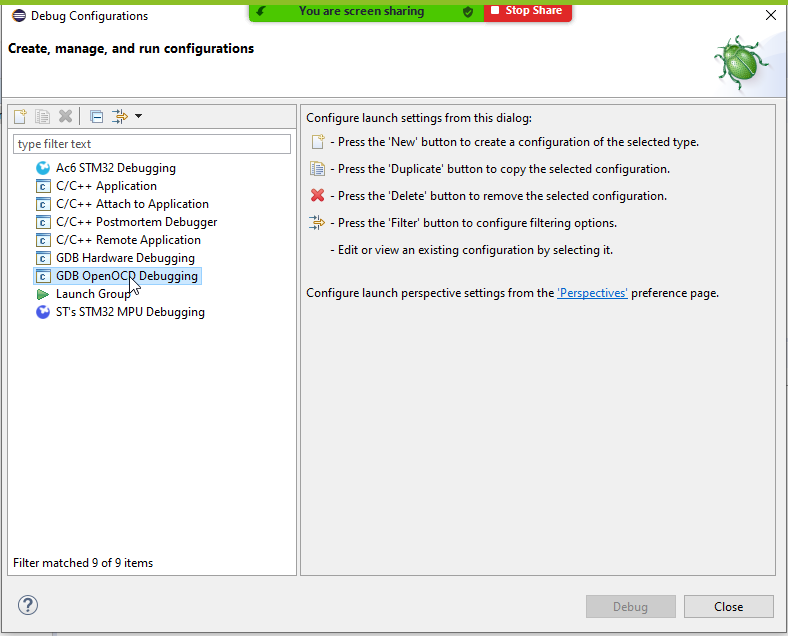 Debug Configurations
You are screen sharing
Stop Share
Create, manage, and run configurations
type filter text
Ac6 STM32 Debugging
C/C++ Application
C/C++ Attach to Application
C/C++ Postmortem Debugger
C/C++ Remote Application
GDB Hardware Debugging
GDB OpenOCD Debugging
Launch Group
ST's STM32 MPU Debugging
Filter matched 9 of 9 items
Configure launch settings from this dialog:
- Press the 'New' button to create a configuration of the selected type.
- Press the 'Duplicate' button to copy the selected configuration.
- Press the 'Delete' button to remove the selected configuration.
- Press the 'Filter' button to configure filtering options.
- Edit or view an existing configuration by selecting it.
Configure launch perspective settings from the 'Perspectives' preference page.
Debug
Close